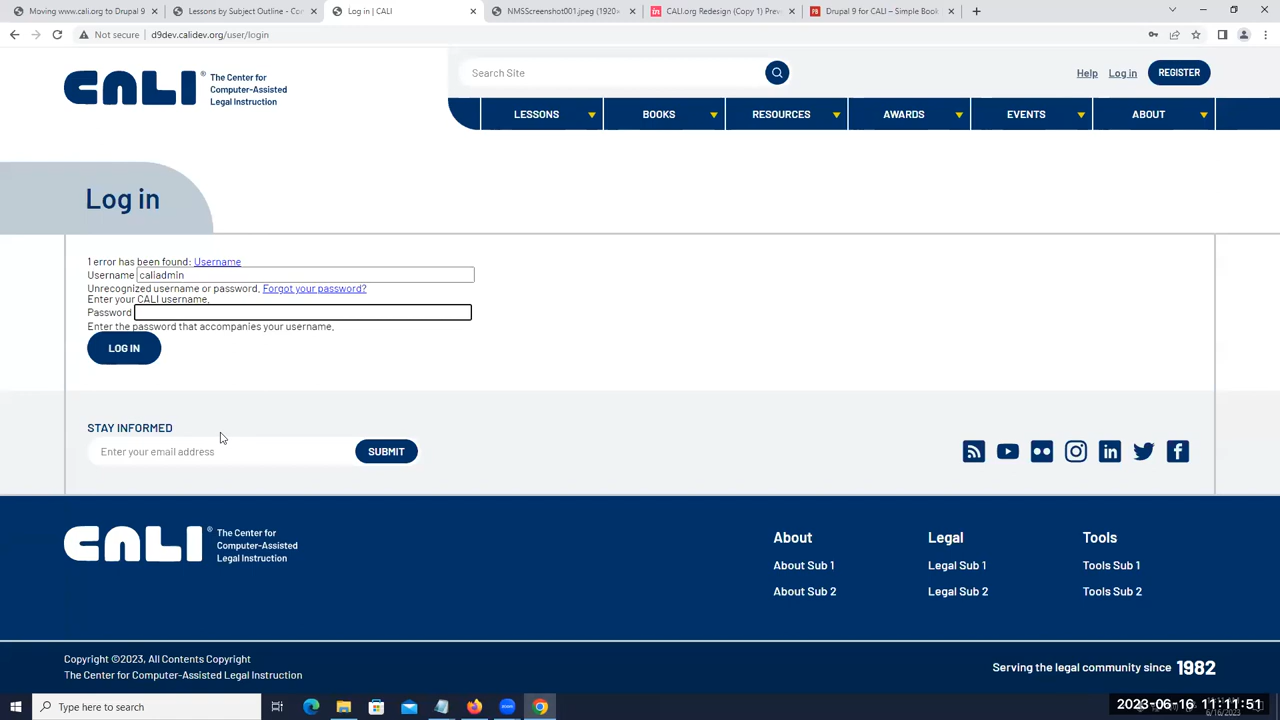 Moving www.cali.org to Drupal 9
Lessons by Subject Outline - Con
Log in | CALI
NMSScreenshot001.jpeg (1920×
CALI.org Redesign (Copy 1) Prev
Drupal 9 for CALI – Simple Book
Not secure
d9dev.calidev.org/user/login
CALI
®
The Center for
Computer-Assisted
Legal Instruction
Search Site
Help
Log in
REGISTER
LESSONS
BOOKS
RESOURCES
AWARDS
EVENTS
ABOUT
Log in
1 error has been found: Username
Username caliadmin
Unrecognized username or password. Forgot your password?
Enter your CALI username.
Password
Enter the password that accompanies your username.
LOG IN
STAY INFORMED
Enter your email address
SUBMIT
CALI
®
The Center for
Computer-Assisted
Legal Instruction
About
Legal
Tools
About Sub 1
Legal Sub 1
Tools Sub 1
About Sub 2
Legal Sub 2
Tools Sub 2
Copyright ©2023, All Contents Copyright
The Center for Computer-Assisted Legal Instruction
Serving the legal community since 1982
Type here to search
2023-06-16 11:11:51
6/16/2023